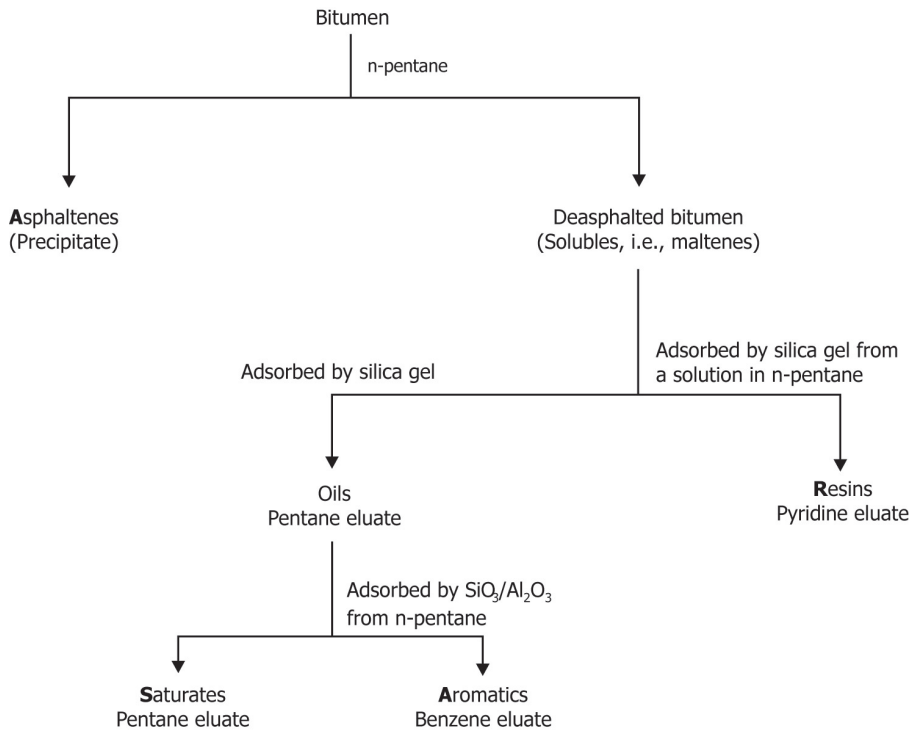 Bitumen
n-pentane
Asphaltenes
(Precipitate)
Deasphalted bitumen
(Solubles, i.e., maltenes)
Adsorbed by silica gel
Adsorbed by silica gel from
a solution in n-pentane
Oils
Pentane eluate
Resins
Pyridine eluate
Adsorbed by SiO₃/Al₂O₃
from n-pentane
Saturates
Pentane eluate
Aromatics
Benzene eluate